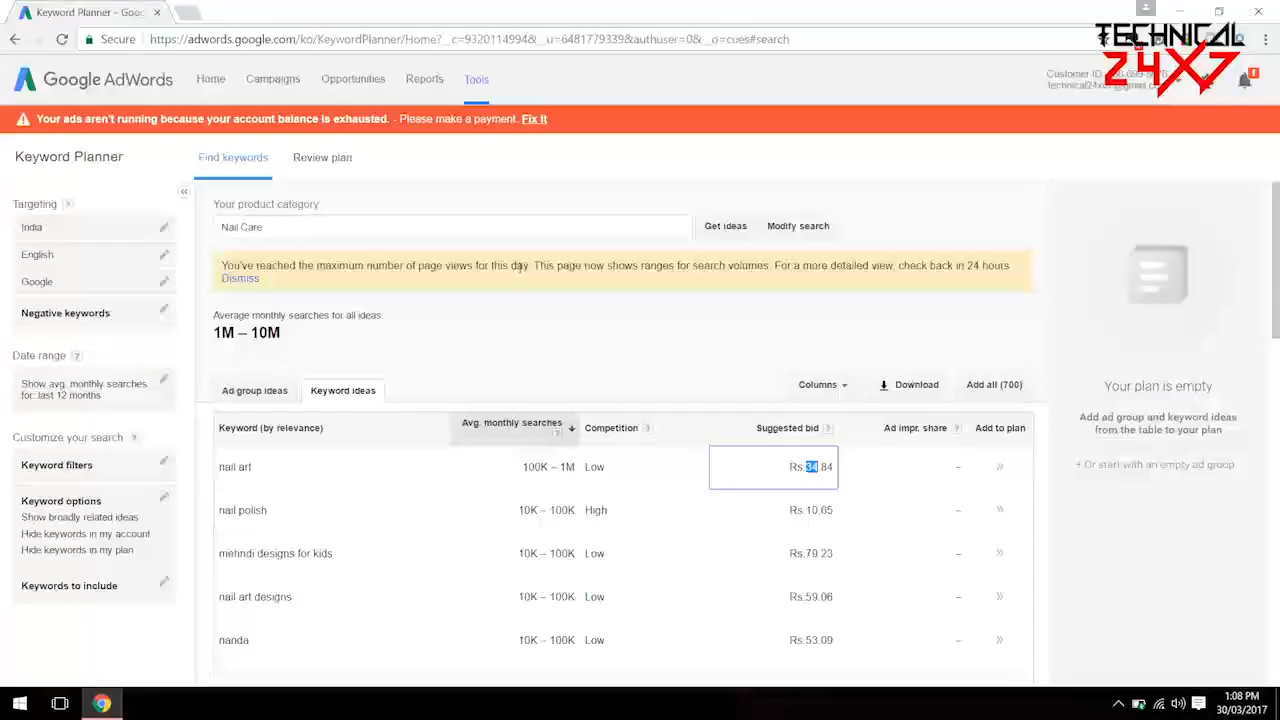 Keyword Planner – Goog
TECHNICAL
24X7
Secure
https://adwords.google.com/ko/KeywordPlanner/Home?__c=9320114994&__u=6481779339&authuser=0&__o=cues#search
Google AdWords
Home
Campaigns
Opportunities
Reports
Tools
Customer ID
Your ads aren't running because your account balance is exhausted. - Please make a payment. Fix it
Keyword Planner
Find keywords
Review plan
Targeting ?
India
English
Google
Negative keywords
Date range ?
Show avg. monthly searches
for: last 12 months
Customize your search ?
Keyword filters
Keyword options
Show broadly related ideas
Hide keywords in my account
Hide keywords in my plan
Keywords to include
Your product category
Nail Care
Get ideas
Modify search
You've reached the maximum number of page views for this day. This page now shows ranges for search volumes. For a more detailed view, check back in 24 hours
Dismiss
Average monthly searches for all ideas:
1M – 10M
Ad group ideas
Keyword ideas
Columns
Download
Add all (700)
Keyword (by relevance)
Avg. monthly searches ?
Competition ?
Suggested bid ?
Ad impr. share ?
Add to plan
nail art 100K – 1M Low Rs.34.84 – »
nail polish 10K – 100K High Rs.10.65 – »
mehndi designs for kids 10K – 100K Low Rs.79.23 – »
nail art designs 10K – 100K Low Rs.59.06 – »
nanda 10K – 100K Low Rs.53.09 – »
Your plan is empty
Add ad group and keyword ideas
from the table to your plan
+ Or start with an empty ad group
1:08 PM
30/03/2017